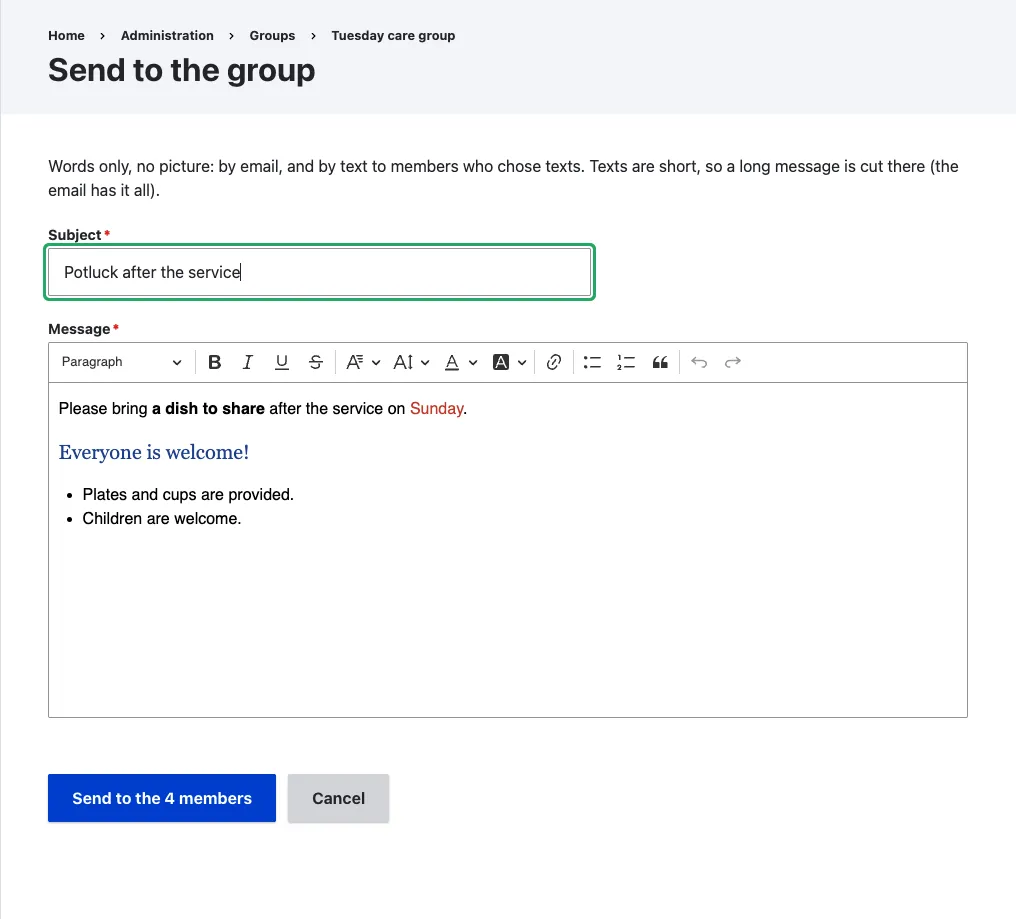 Home › Administration › Groups › Tuesday care group
Send to the group
Words only, no picture: by email, and by text to members who chose texts. Texts are short, so a long message is cut there (the
email has it all).
Subject*
Potluck after the service
Message*
Paragraph
Please bring a dish to share after the service on Sunday.
Everyone is welcome!
• Plates and cups are provided.
• Children are welcome.
Send to the 4 members Cancel